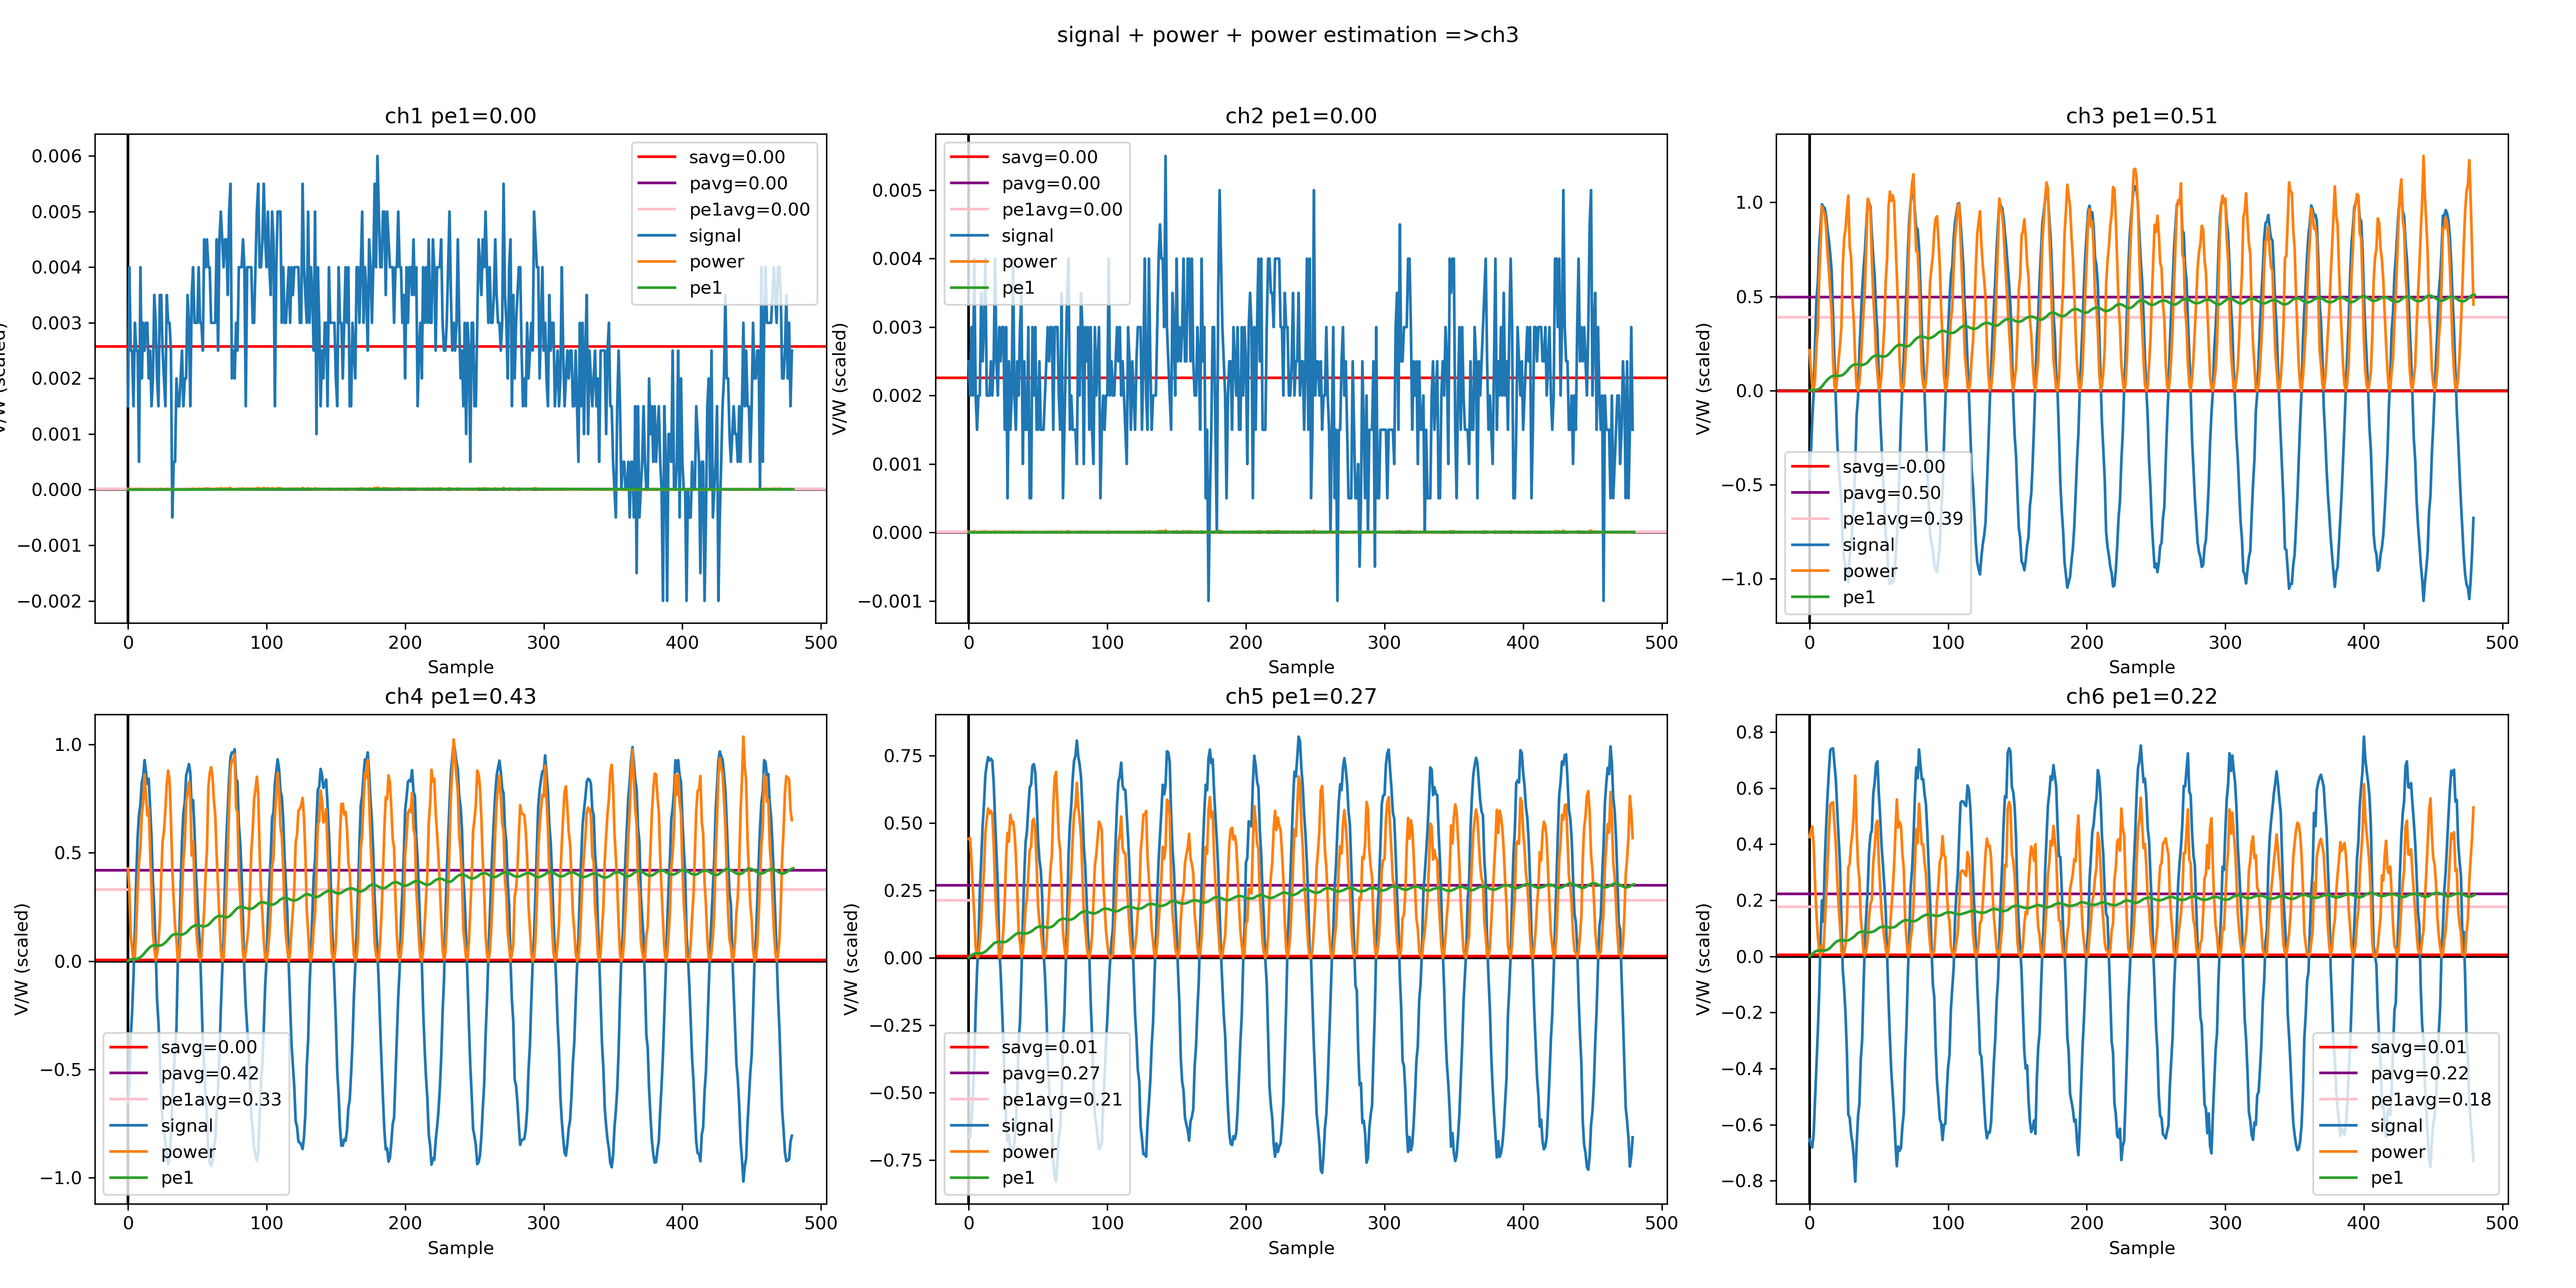 signal + power + power estimation =>ch3
ch1 pe1=0.00
V/W (scaled)
0.006
0.005
0.004
0.003
0.002
0.001
0.000
−0.001
−0.002
savg=0.00
pavg=0.00
pe1avg=0.00
signal
power
pe1
0 100 200 300 400 500
Sample
ch2 pe1=0.00
V/W (scaled)
0.005
0.004
0.003
0.002
0.001
0.000
−0.001
savg=0.00
pavg=0.00
pe1avg=0.00
signal
power
pe1
0 100 200 300 400 500
Sample
ch3 pe1=0.51
V/W (scaled)
1.0
0.5
0.0
−0.5
−1.0
savg=-0.00
pavg=0.50
pe1avg=0.39
signal
power
pe1
0 100 200 300 400 500
Sample
ch4 pe1=0.43
V/W (scaled)
1.0
0.5
0.0
−0.5
−1.0
savg=0.00
pavg=0.42
pe1avg=0.33
signal
power
pe1
0 100 200 300 400 500
Sample
ch5 pe1=0.27
V/W (scaled)
0.75
0.50
0.25
0.00
−0.25
−0.50
−0.75
savg=0.01
pavg=0.27
pe1avg=0.21
signal
power
pe1
0 100 200 300 400 500
Sample
ch6 pe1=0.22
V/W (scaled)
0.8
0.6
0.4
0.2
0.0
−0.2
−0.4
−0.6
−0.8
savg=0.01
pavg=0.22
pe1avg=0.18
signal
power
pe1
0 100 200 300 400 500
Sample